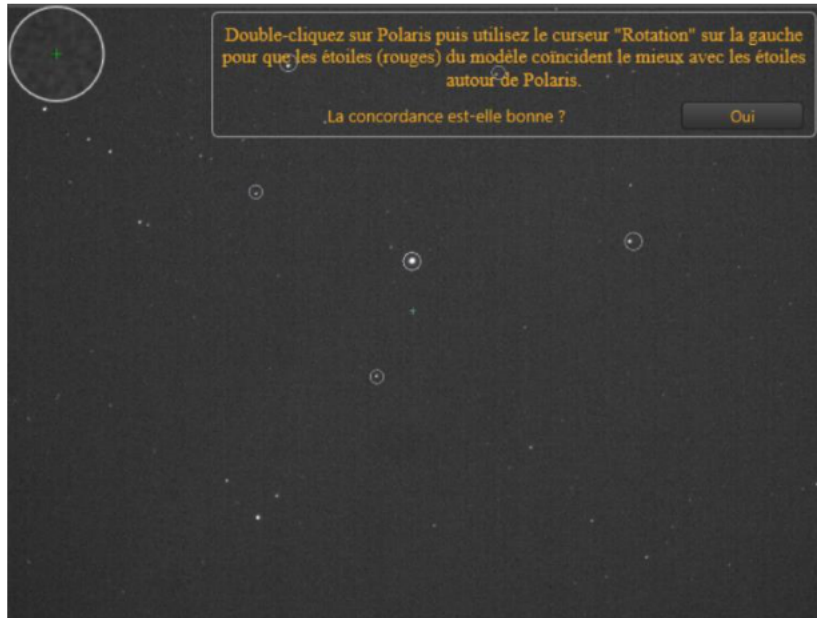 Double-cliquez sur Polaris puis utilisez le curseur "Rotation" sur la gauche
pour que les étoiles (rouges) du modèle coïncident le mieux avec les étoiles
autour de Polaris.
La concordance est-elle bonne ?
Oui